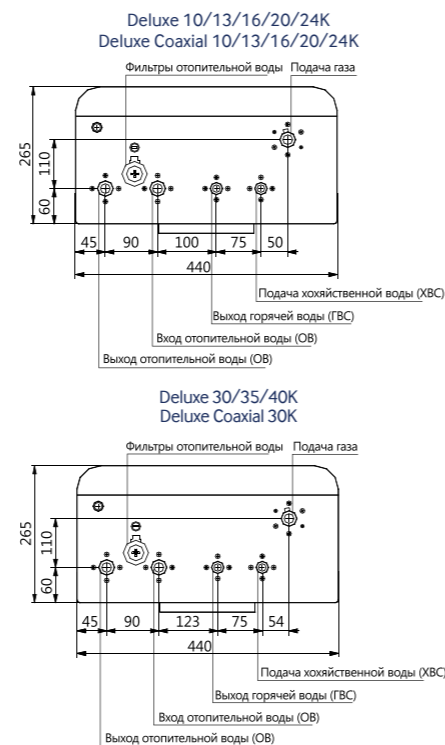 Deluxe 10/13/16/20/24K
Deluxe Coaxial 10/13/16/20/24K
Фильтры отопительной воды Подача газа
265
110
60
45 90 100 75 50
440
Подача хохяйственной воды (ХВС)
Выход горячей воды (ГВС)
Вход отопительной воды (ОВ)
Выход отопительной воды (ОВ)
Deluxe 30/35/40K
Deluxe Coaxial 30K
Фильтры отопительной воды Подача газа
265
110
60
45 90 123 75 54
440
Подача хохяйственной воды (ХВС)
Выход горячей воды (ГВС)
Вход отопительной воды (ОВ)
Выход отопительной воды (ОВ)